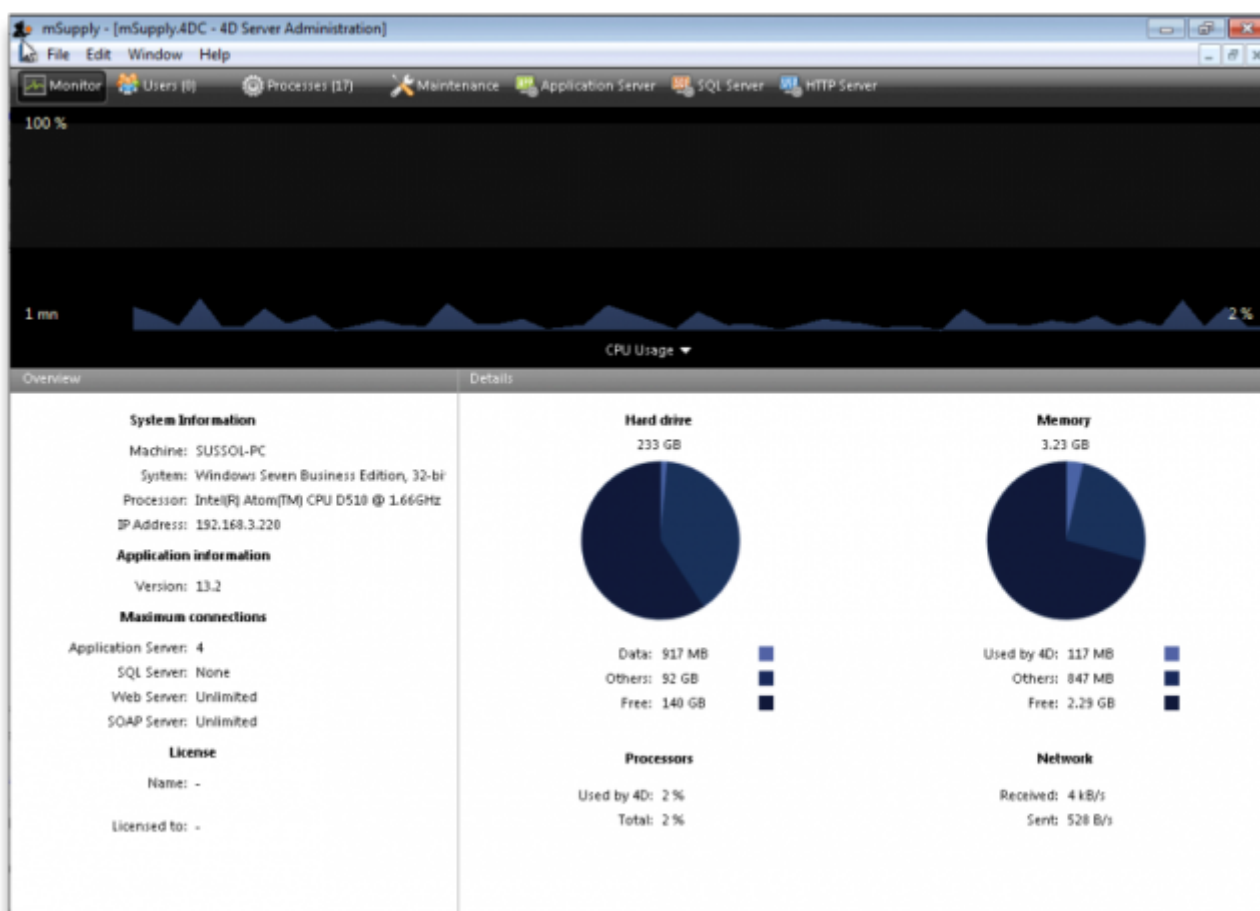 mSupply - [mSupply.4DC - 4D Server Administration]
File Edit Window Help
Monitor Users (0) Processes (17) Maintenance Application Server SQL Server HTTP Server
100 %
1 mn
2 %
CPU Usage
Overview
Details
System Information
Machine: SUSSOL-PC
System: Windows Seven Business Edition, 32-bi
Processor: Intel(R) Atom(TM) CPU D510 @ 1.66GHz
IP Address: 192.168.3.220
Application information
Version: 13.2
Maximum connections
Application Server: 4
SQL Server: None
Web Server: Unlimited
SOAP Server: Unlimited
License
Name: -
Licensed to: -
Hard drive
233 GB
Data: 917 MB
Others: 92 GB
Free: 140 GB
Memory
3.23 GB
Used by 4D: 117 MB
Others: 847 MB
Free: 2.29 GB
Processors
Used by 4D: 2 %
Total: 2 %
Network
Received: 4 kB/s
Sent: 528 B/s